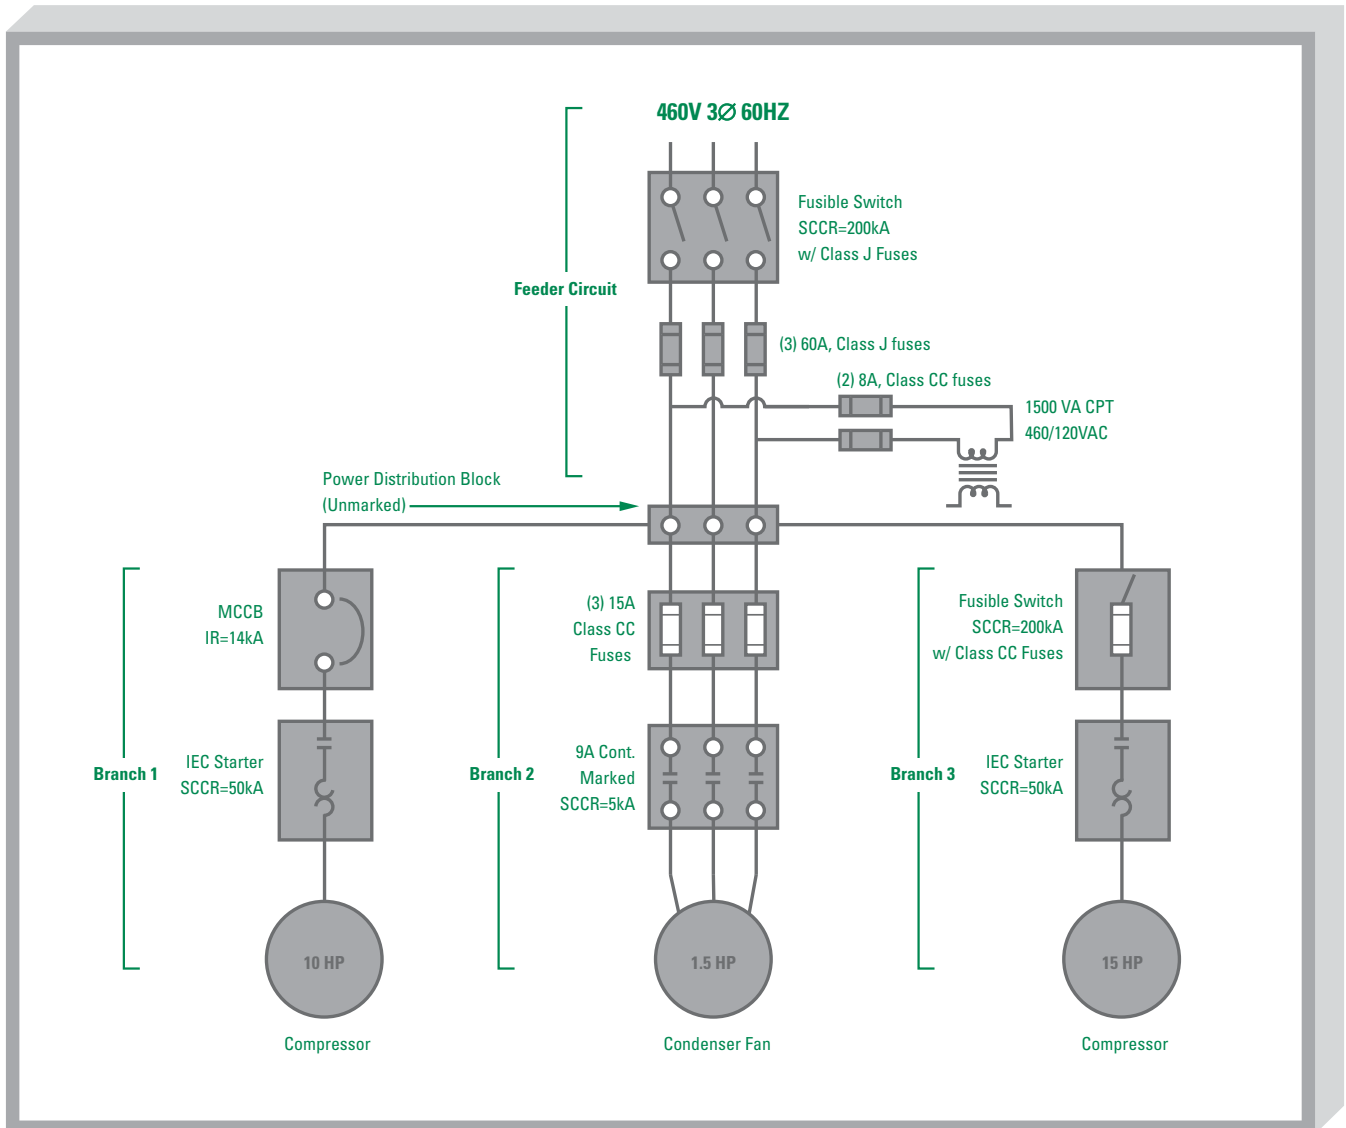 460V 3∅ 60HZ
Fusible Switch
SCCR=200kA
w/ Class J Fuses
Feeder Circuit
(3) 60A, Class J fuses
(2) 8A, Class CC fuses
1500 VA CPT
460/120VAC
Power Distribution Block
(Unmarked)
MCCB
IR=14kA
IEC Starter
SCCR=50kA
Branch 1
10 HP
Compressor
(3) 15A
Class CC
Fuses
9A Cont.
Marked
SCCR=5kA
Branch 2
1.5 HP
Condenser Fan
Fusible Switch
SCCR=200kA
w/ Class CC Fuses
IEC Starter
SCCR=50kA
Branch 3
15 HP
Compressor